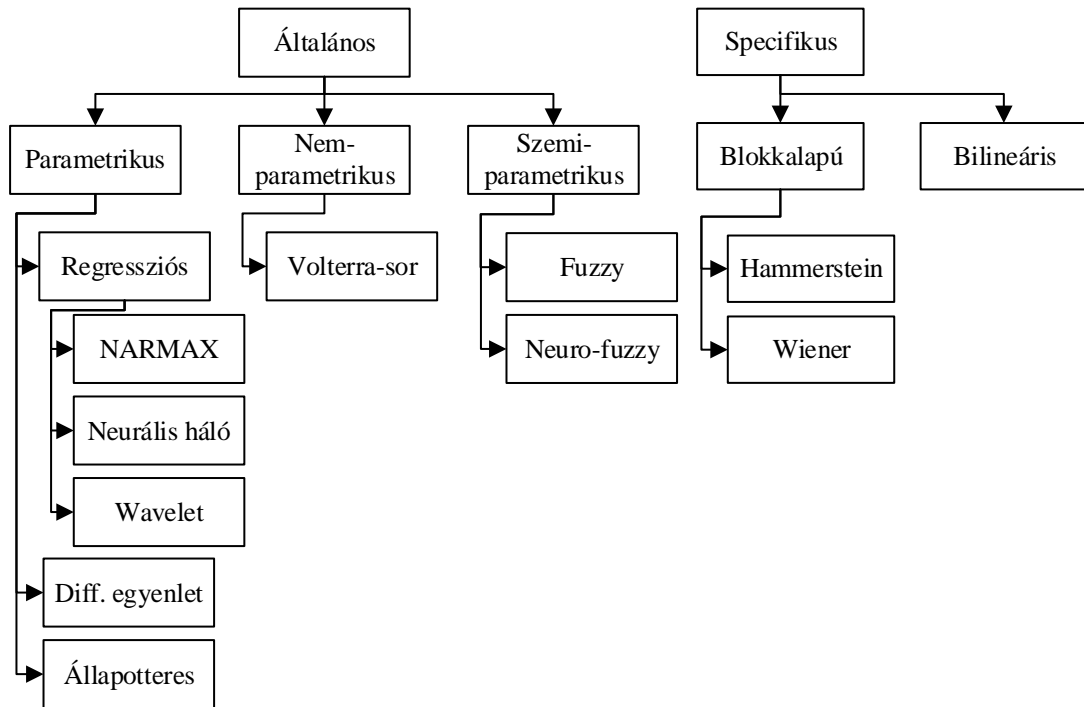 Általános
Specifikus
Parametrikus
Nem-
parametrikus
Szemi-
parametrikus
Blokkalapú
Bilineáris
Regressziós
Volterra-sor
Fuzzy
Hammerstein
NARMAX
Neuro-fuzzy
Wiener
Neurális háló
Wavelet
Diff. egyenlet
Állapotteres